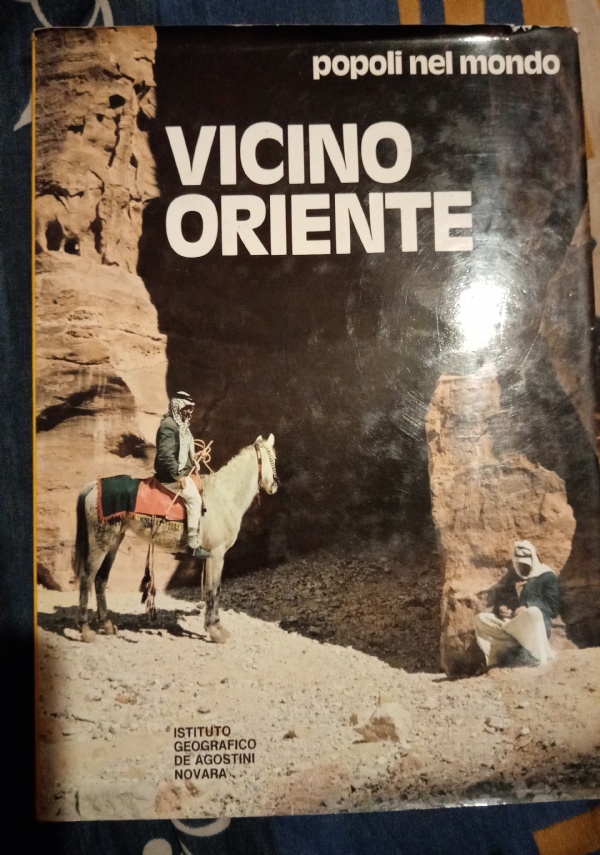 popoli nel mondo
VICINO
ORIENTE
ISTITUTO
GEOGRAFICO
DE AGOSTINI
NOVARA